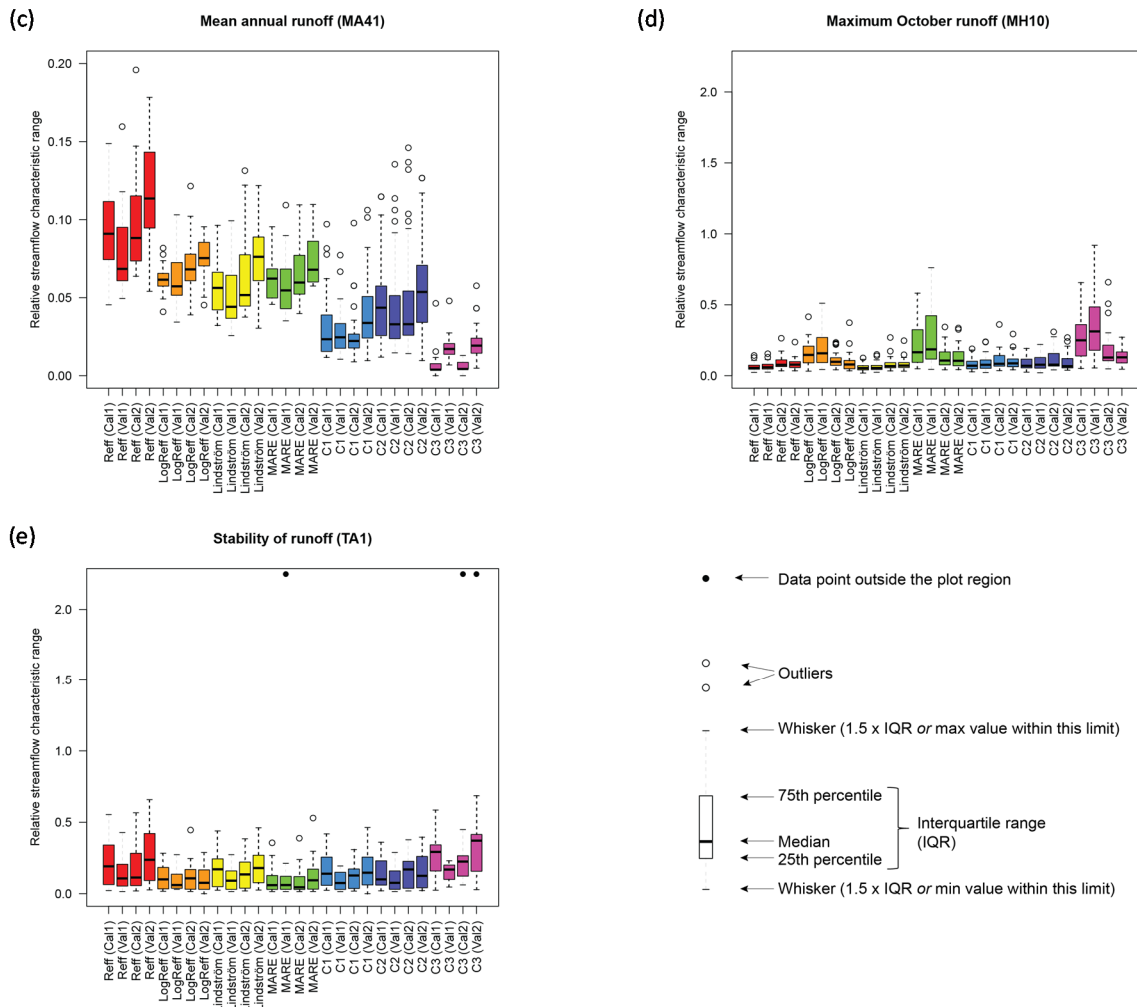 (c)
Mean annual runoff (MA41)
Relative streamflow characteristic range
0.20
0.15
0.10
0.05
0.00
Reff (Cal1)
Reff (Val1)
Reff (Cal2)
Reff (Val2)
LogReff (Cal1)
LogReff (Val1)
LogReff (Cal2)
LogReff (Val2)
Lindström (Cal1)
Lindström (Val1)
Lindström (Cal2)
Lindström (Val2)
MARE (Cal1)
MARE (Val1)
MARE (Cal2)
MARE (Val2)
C1 (Cal1)
C1 (Val1)
C1 (Cal2)
C1 (Val2)
C2 (Cal1)
C2 (Val1)
C2 (Cal2)
C2 (Val2)
C3 (Cal1)
C3 (Val1)
C3 (Cal2)
C3 (Val2)
(d)
Maximum October runoff (MH10)
Relative streamflow characteristic range
2.0
1.5
1.0
0.5
0.0
Reff (Cal1)
Reff (Val1)
Reff (Cal2)
Reff (Val2)
LogReff (Cal1)
LogReff (Val1)
LogReff (Cal2)
LogReff (Val2)
Lindström (Cal1)
Lindström (Val1)
Lindström (Cal2)
Lindström (Val2)
MARE (Cal1)
MARE (Val1)
MARE (Cal2)
MARE (Val2)
C1 (Cal1)
C1 (Val1)
C1 (Cal2)
C1 (Val2)
C2 (Cal1)
C2 (Val1)
C2 (Cal2)
C2 (Val2)
C3 (Cal1)
C3 (Val1)
C3 (Cal2)
C3 (Val2)
(e)
Stability of runoff (TA1)
Relative streamflow characteristic range
2.0
1.5
1.0
0.5
0.0
Reff (Cal1)
Reff (Val1)
Reff (Cal2)
Reff (Val2)
LogReff (Cal1)
LogReff (Val1)
LogReff (Cal2)
LogReff (Val2)
Lindström (Cal1)
Lindström (Val1)
Lindström (Cal2)
Lindström (Val2)
MARE (Cal1)
MARE (Val1)
MARE (Cal2)
MARE (Val2)
C1 (Cal1)
C1 (Val1)
C1 (Cal2)
C1 (Val2)
C2 (Cal1)
C2 (Val1)
C2 (Cal2)
C2 (Val2)
C3 (Cal1)
C3 (Val1)
C3 (Cal2)
C3 (Val2)
Data point outside the plot region
Outliers
Whisker (1.5 x IQR or max value within this limit)
75th percentile
Median
25th percentile
Interquartile range
(IQR)
Whisker (1.5 x IQR or min value within this limit)